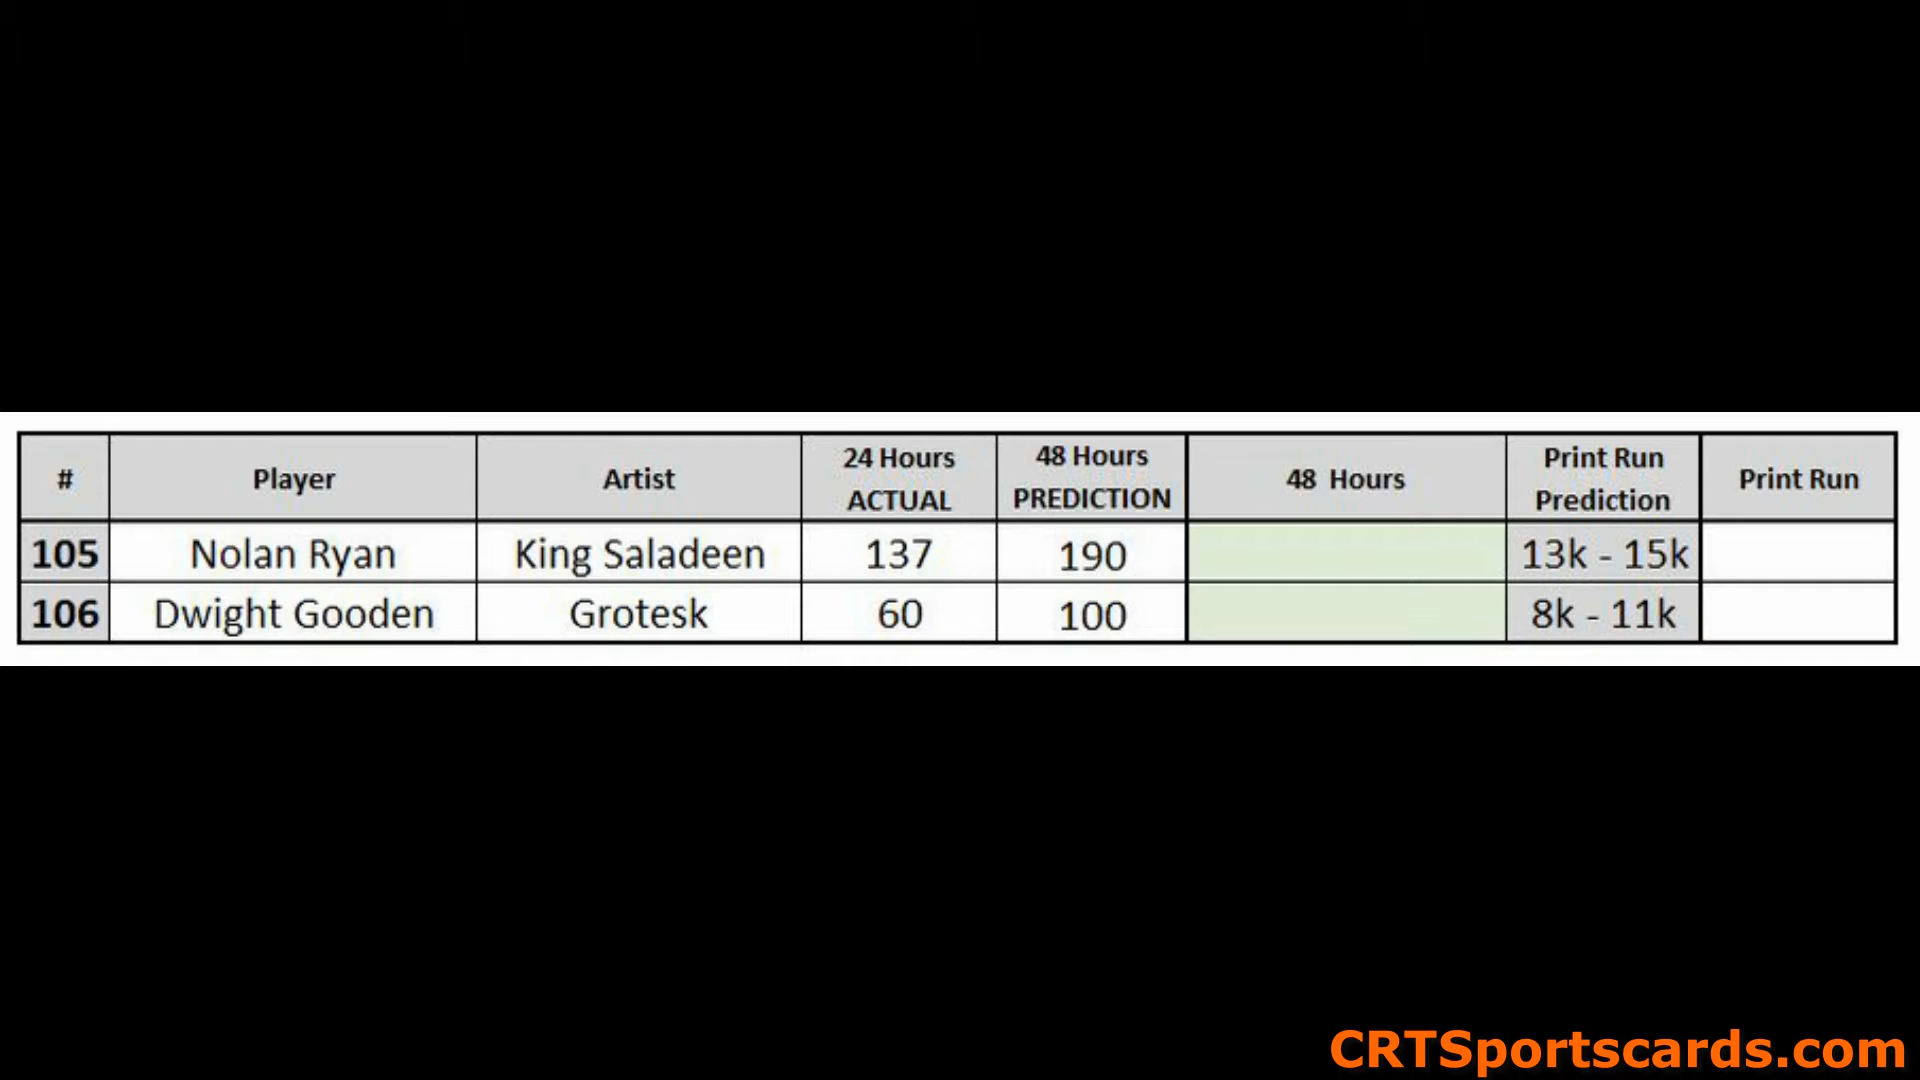 # Player Artist 24 Hours ACTUAL 48 Hours PREDICTION 48 Hours Print Run Prediction Print Run
105 Nolan Ryan King Saladeen 137 190 13k - 15k
106 Dwight Gooden Grotesk 60 100 8k - 11k
CRTSportscards.com